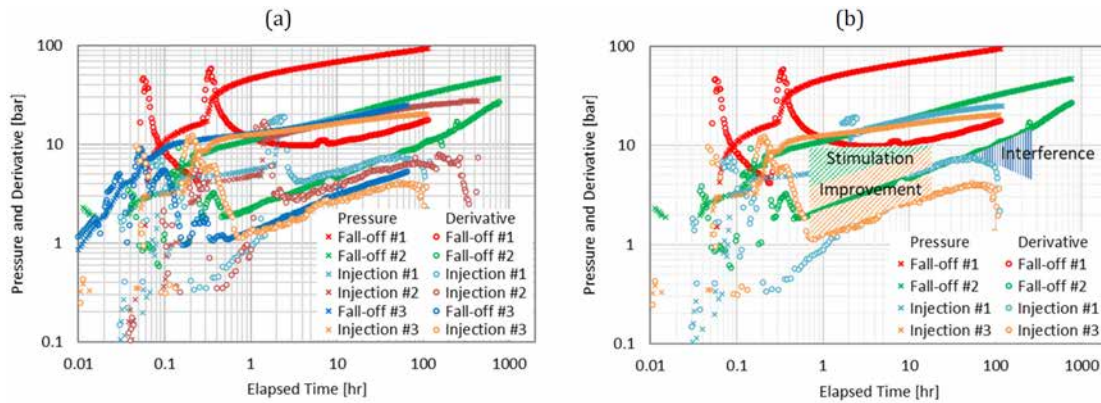 (a)
(b)
Pressure and Derivative [bar]
100
10
1
0.1
Pressure Derivative
Fall-off #1 Fall-off #1
Fall-off #2 Fall-off #2
Injection #1 Injection #1
Injection #2 Injection #2
Fall-off #3 Fall-off #3
Injection #3 Injection #3
0.01 0.1 1 10 100 1000
Elapsed Time [hr]
Pressure and Derivative [bar]
100
10
1
0.1
Stimulation
Improvement
Interference
Pressure Derivative
Fall-off #1 Fall-off #1
Fall-off #2 Fall-off #2
Injection #1 Injection #1
Injection #3 Injection #3
0.01 0.1 1 10 100 1000
Elapsed Time [hr]